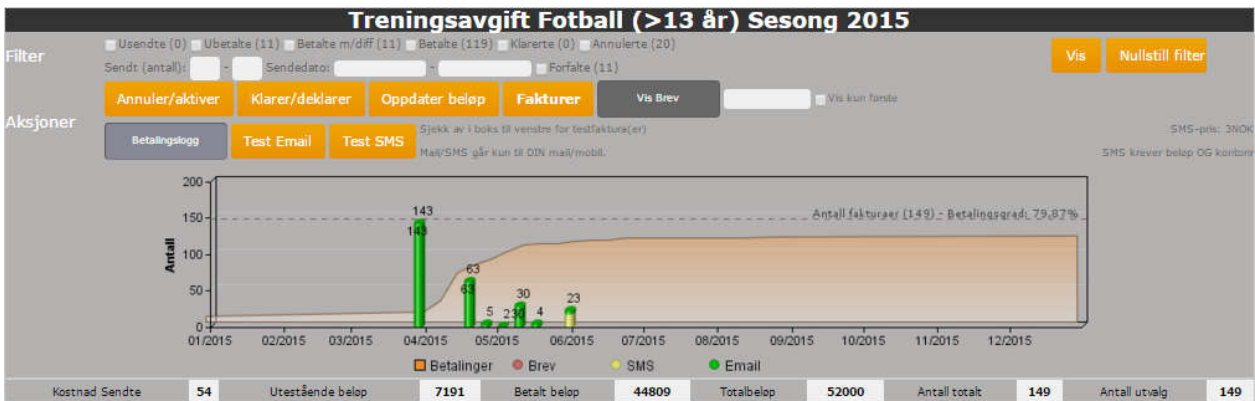 Treningsavgift Fotball (>13 år) Sesong 2015
Filter
Usendte (0) Ubetalte (11) Betalte m/diff (11) Betalte (119) Klarerte (0) Annulerte (20)
Sendt (antall): - Sendedato: - Forfalte (11)
Vis Nullstill filter
Aksjoner
Annuler/aktiver Klarer/deklarer Oppdater beløp Fakturer Vis Brev Vis kun første
Betalingslogg Test Email Test SMS
Sjekk av i boks til venstre for testfaktura(er)
Mail/SMS går kun til DIN mail/mobil.
SMS-pris: 3NOK
SMS krever beløp OG kontonr
Antall
200
150
100
50
0
Antall fakturaer (149) - Betalingsgrad: 79,87%
143
143
63
63
5
2
30
30
4
23
01/2015 02/2015 03/2015 04/2015 05/2015 06/2015 07/2015 08/2015 09/2015 10/2015 11/2015 12/2015
Betalinger Brev SMS Email
Kostnad Sendte 54 Utestående beløp 7191 Betalt beløp 44809 Totalbeløp 52000 Antall totalt 149 Antall utvalg 149